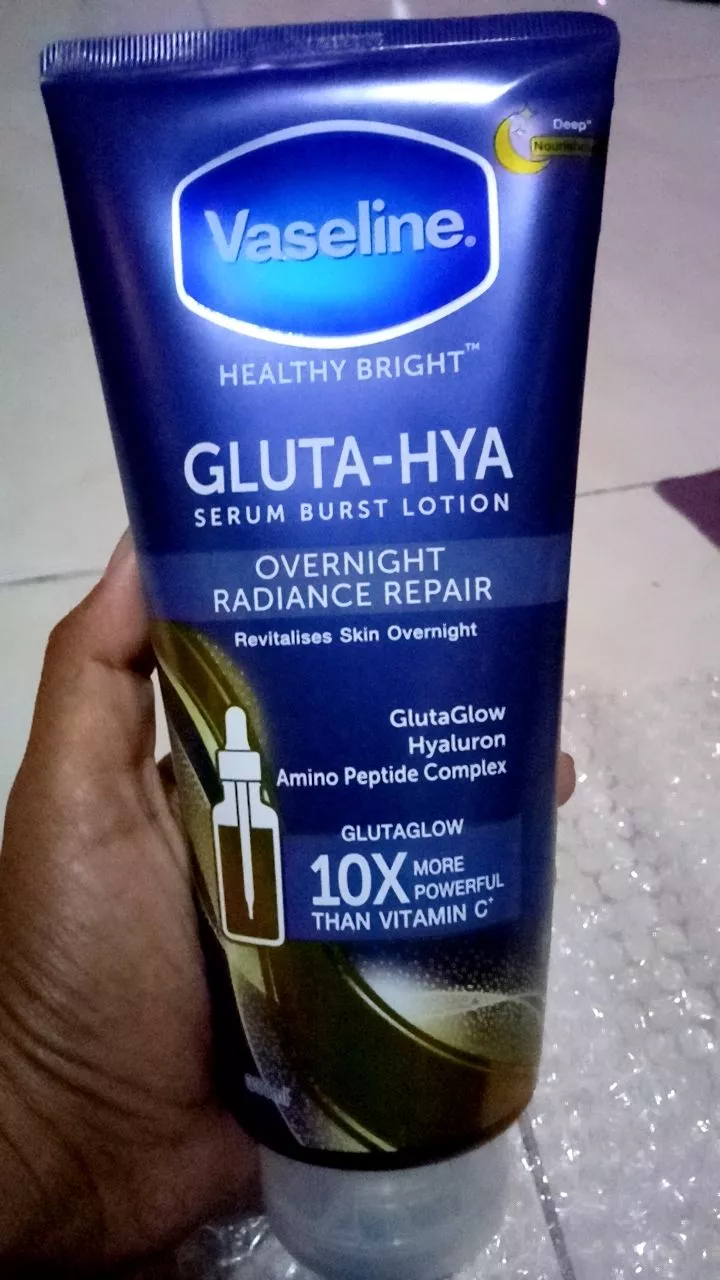 Deep*
Vaseline.
HEALTHY BRIGHT™
GLUTA-HYA
SERUM BURST LOTION
OVERNIGHT
RADIANCE REPAIR
Revitalises Skin Overnight
GlutaGlow
Hyaluron
Amino Peptide Complex
GLUTAGLOW
10X MORE
POWERFUL
THAN VITAMIN C*